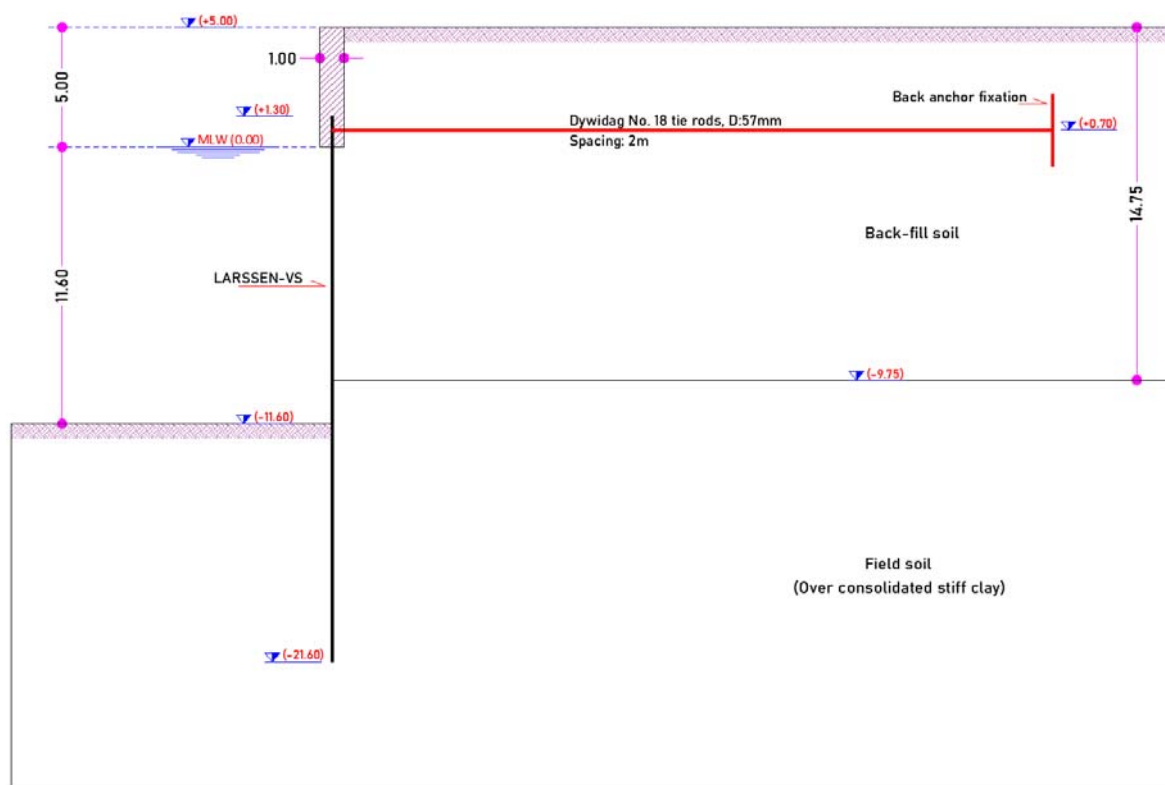 (+5.00)
1.00
5.00
(+1.30)
Back anchor fixation
Dywidag No. 18 tie rods, D:57mm
(+0.70)
MLW (0.00)
Spacing: 2m
14.75
Back-fill soil
11.60
LARSSEN-VS
(-9.75)
(-11.60)
Field soil
(Over consolidated stiff clay)
(-21.60)